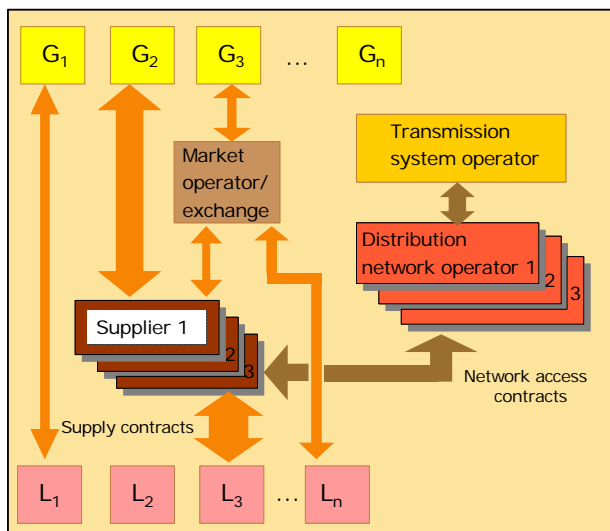 G1 G2 G3 ... Gn
Transmission
system operator
Market
operator/
exchange
Distribution
network operator 1
2
3
Supplier 1
2
3
Network access
contracts
Supply contracts
L1 L2 L3 ... Ln